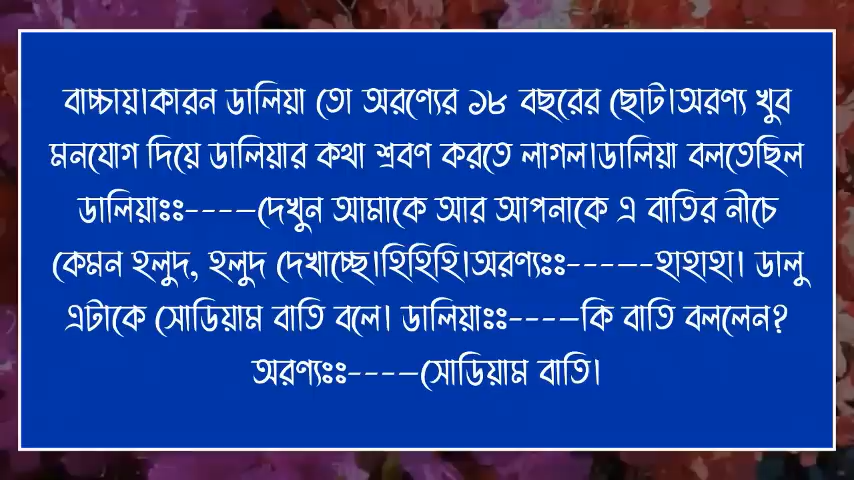 বাচ্চায়।কারন ডালিয়া তো অরণ্যের ১৮ বছরের ছোট।অরণ্য খুব
মনযোগ দিয়ে ডালিয়ার কথা শ্রবণ করতে লাগল।ডালিয়া বলতেছিল
ডালিয়াঃঃ-----দেখুন আমাকে আর আপনাকে এ বাতির নীচে
কেমন হলুদ, হলুদ দেখাচ্ছে।হিহিহি।অরণ্যঃঃ------হাহাহা। ডালু
এটাকে সোডিয়াম বাতি বলে। ডালিয়াঃঃ-----কি বাতি বললেন?
অরণ্যঃঃ-----সোডিয়াম বাতি।